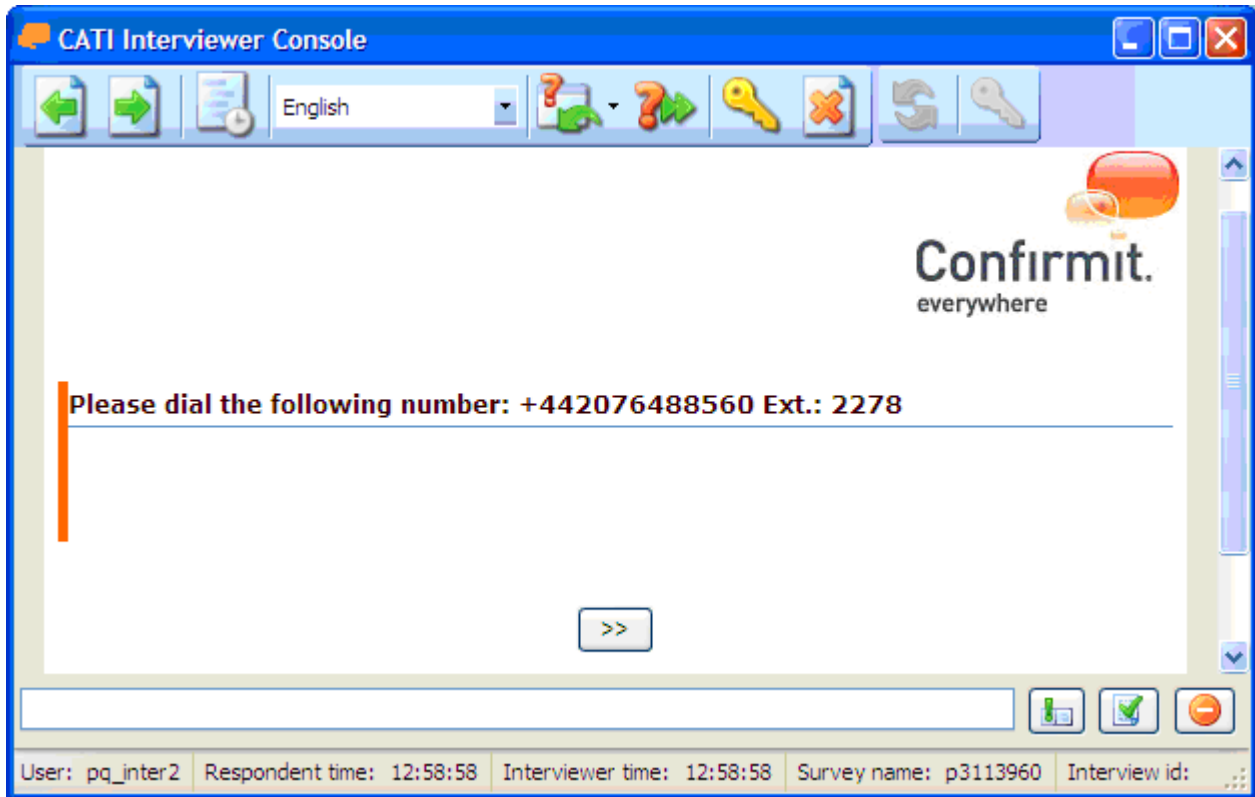 CATI Interviewer Console
English
Confirmit.
everywhere
Please dial the following number: +442076488560 Ext.: 2278
>>
User: pq_inter2 Respondent time: 12:58:58 Interviewer time: 12:58:58 Survey name: p3113960 Interview id: